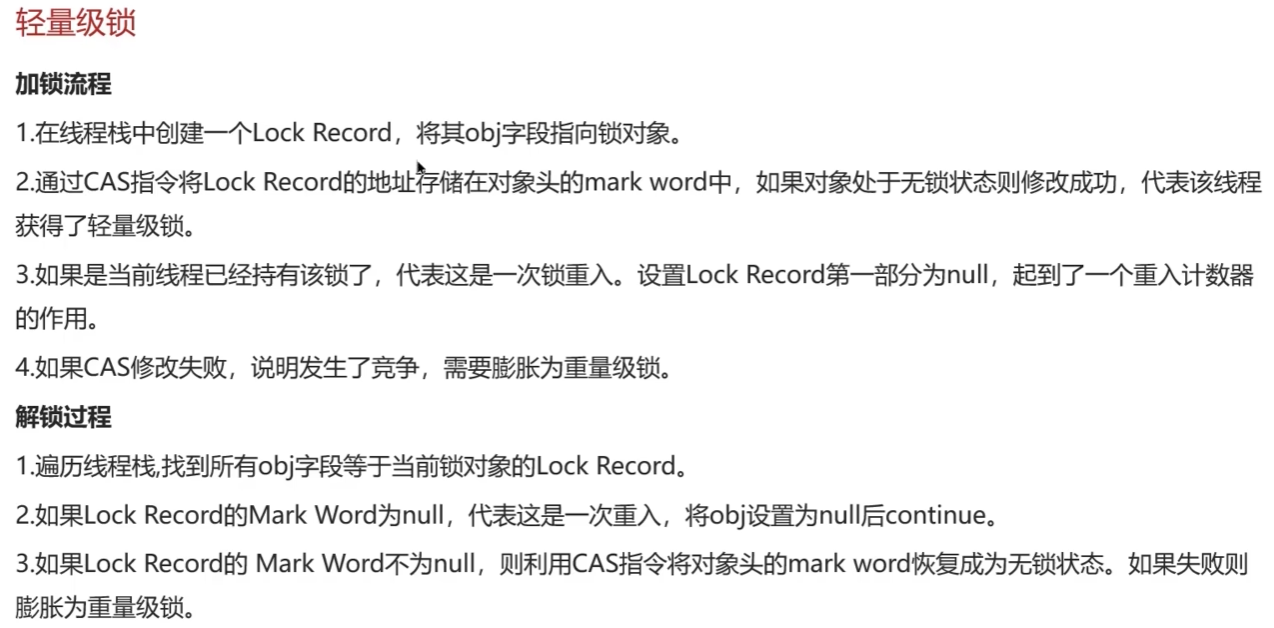 轻量级锁
加锁流程
1.在线程栈中创建一个Lock Record，将其obj字段指向锁对象。
2.通过CAS指令将Lock Record的地址存储在对象头的mark word中，如果对象处于无锁状态则修改成功，代表该线程
获得了轻量级锁。
3.如果是当前线程已经持有该锁了，代表这是一次锁重入。设置Lock Record第一部分为null，起到了一个重入计数器
的作用。
4.如果CAS修改失败，说明发生了竞争，需要膨胀为重量级锁。
解锁过程
1.遍历线程栈,找到所有obj字段等于当前锁对象的Lock Record。
2.如果Lock Record的Mark Word为null，代表这是一次重入，将obj设置为null后continue。
3.如果Lock Record的 Mark Word不为null，则利用CAS指令将对象头的mark word恢复成为无锁状态。如果失败则
膨胀为重量级锁。